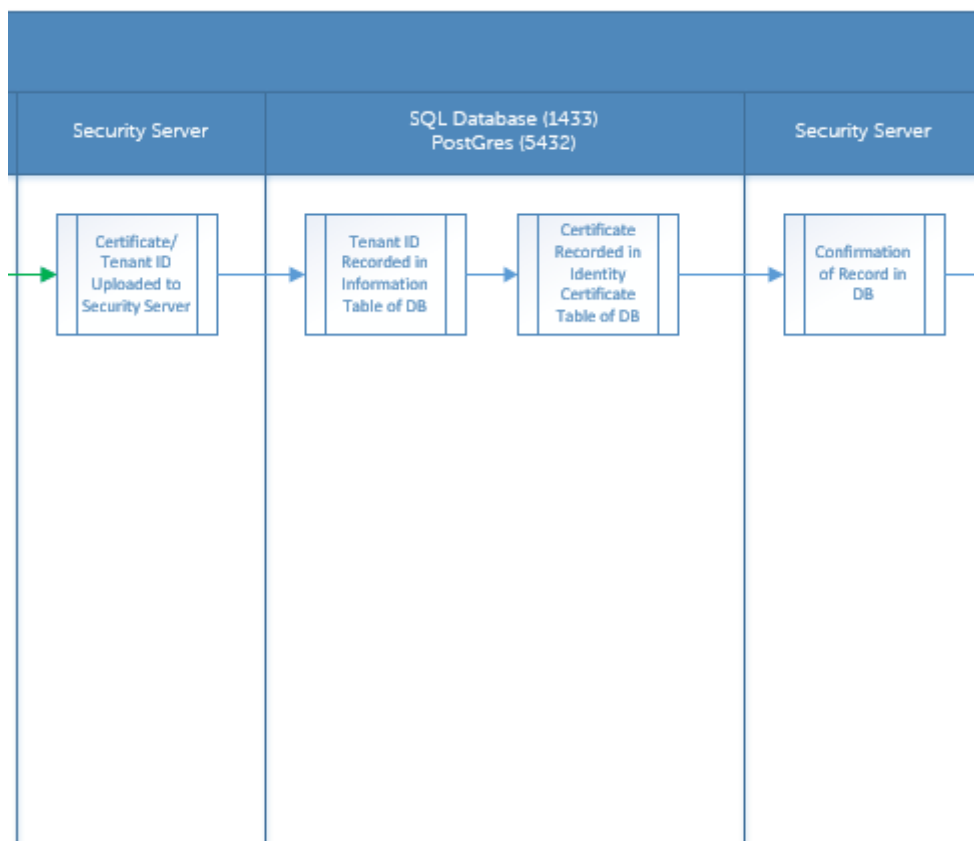 Security Server
SQL Database (1433)
PostGres (5432)
Security Server
Certificate/
Tenant ID
Uploaded to
Security Server
Tenant ID
Recorded in
Information
Table of DB
Certificate
Recorded in
Identity
Certificate
Table of DB
Confirmation
of Record in
DB